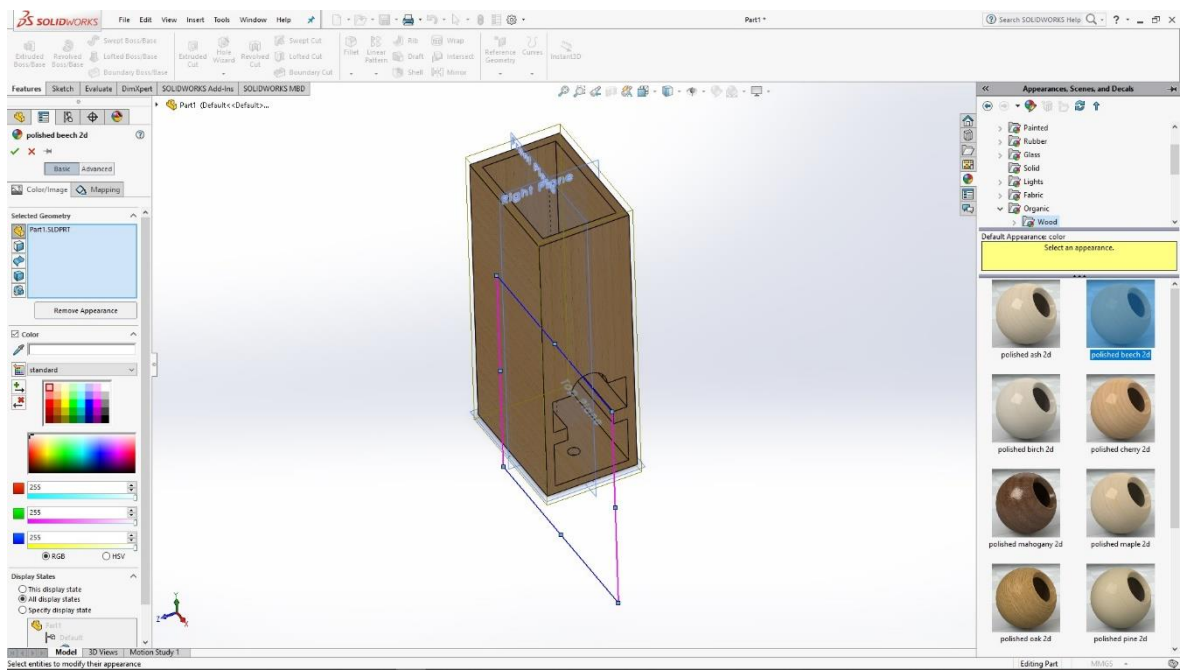 SOLIDWORKS File Edit View Insert Tools Window Help Part1 * Search SOLIDWORKS Help
Extruded Boss/Base
Revolved Boss/Base
Swept Boss/Base
Lofted Boss/Base
Boundary Boss/Base
Extruded Cut
Hole Wizard
Revolved Cut
Swept Cut
Lofted Cut
Boundary Cut
Fillet
Linear Pattern
Rib
Draft
Shell
Wrap
Intersect
Mirror
Reference Geometry
Curves
Instant3D
Features Sketch Evaluate DimXpert SOLIDWORKS Add-Ins SOLIDWORKS MBD
Part1 (Default<<Default>...
polished beech 2d
Basic Advanced
Color/Image Mapping
Selected Geometry
Part1.SLDPRT
Remove Appearance
Color
standard
255
255
255
RGB HSV
Display States
This display state
All display states
Specify display state
Part1
Default
Right Plane
Top Plane
Appearances, Scenes, and Decals
Painted
Rubber
Glass
Solid
Lights
Fabric
Organic
Wood
Default Appearance: color
Select an appearance.
polished ash 2d polished beech 2d
polished birch 2d polished cherry 2d
polished mahogany 2d polished maple 2d
polished oak 2d polished pine 2d
Model 3D Views Motion Study 1
Select entities to modify their appearance Editing Part MMGS